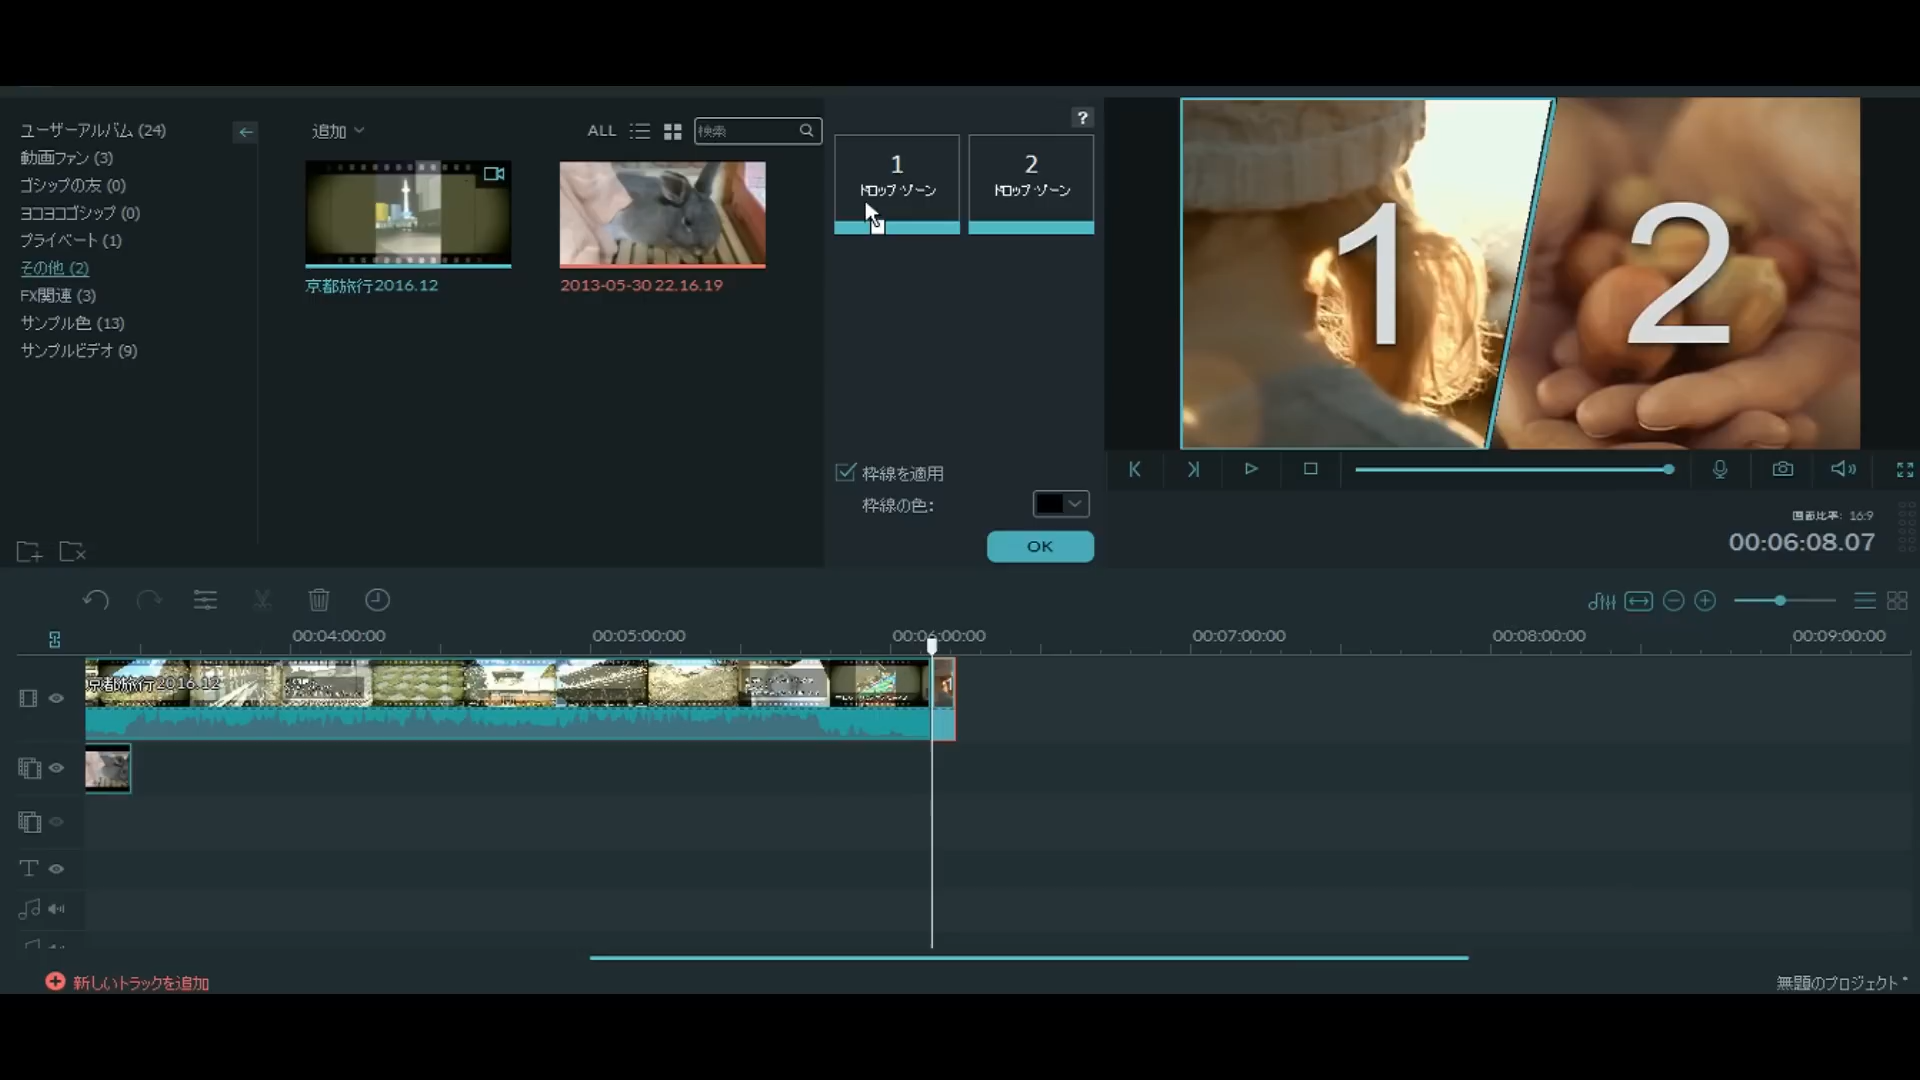 ユーザーアルバム (24)
動画ファン (3)
ゴシップの友 (0)
ヨコヨコゴシップ (0)
プライベート (1)
その他 (2)
FX関連 (3)
サンプル色 (13)
サンプルビデオ (9)
追加
ALL
検索
京都旅行2016.12
2013-05-30 22.16.19
?
1
ドロップ ゾーン
2
ドロップ ゾーン
枠線を適用
枠線の色:
OK
1
2
画面比率: 16:9
00:06:08.07
00:04:00:00
00:05:00:00
00:06:00:00
00:07:00:00
00:08:00:00
00:09:00:00
京都旅行2016.12
新しいトラックを追加
無題のプロジェクト *